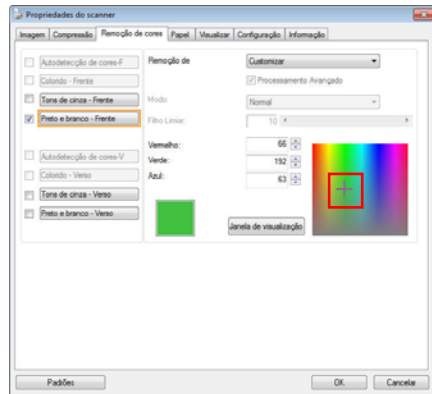 Propriedades do scanner
Imagem Compressão Remoção de cores Papel Visualizar Configuração Informação
Autodetecção de cores-F
Colorido - Frente
Tons de cinza - Frente
Preto e branco - Frente
Autodetecção de cores-V
Colorido - Verso
Tons de cinza - Verso
Preto e branco - Verso
Remoção de Customizar
Processamento Avançado
Modo: Normal
Filtro Limiar: 10
Vermelho: 66
Verde: 192
Azul: 63
Janela de visualização
Padrões OK Cancelar